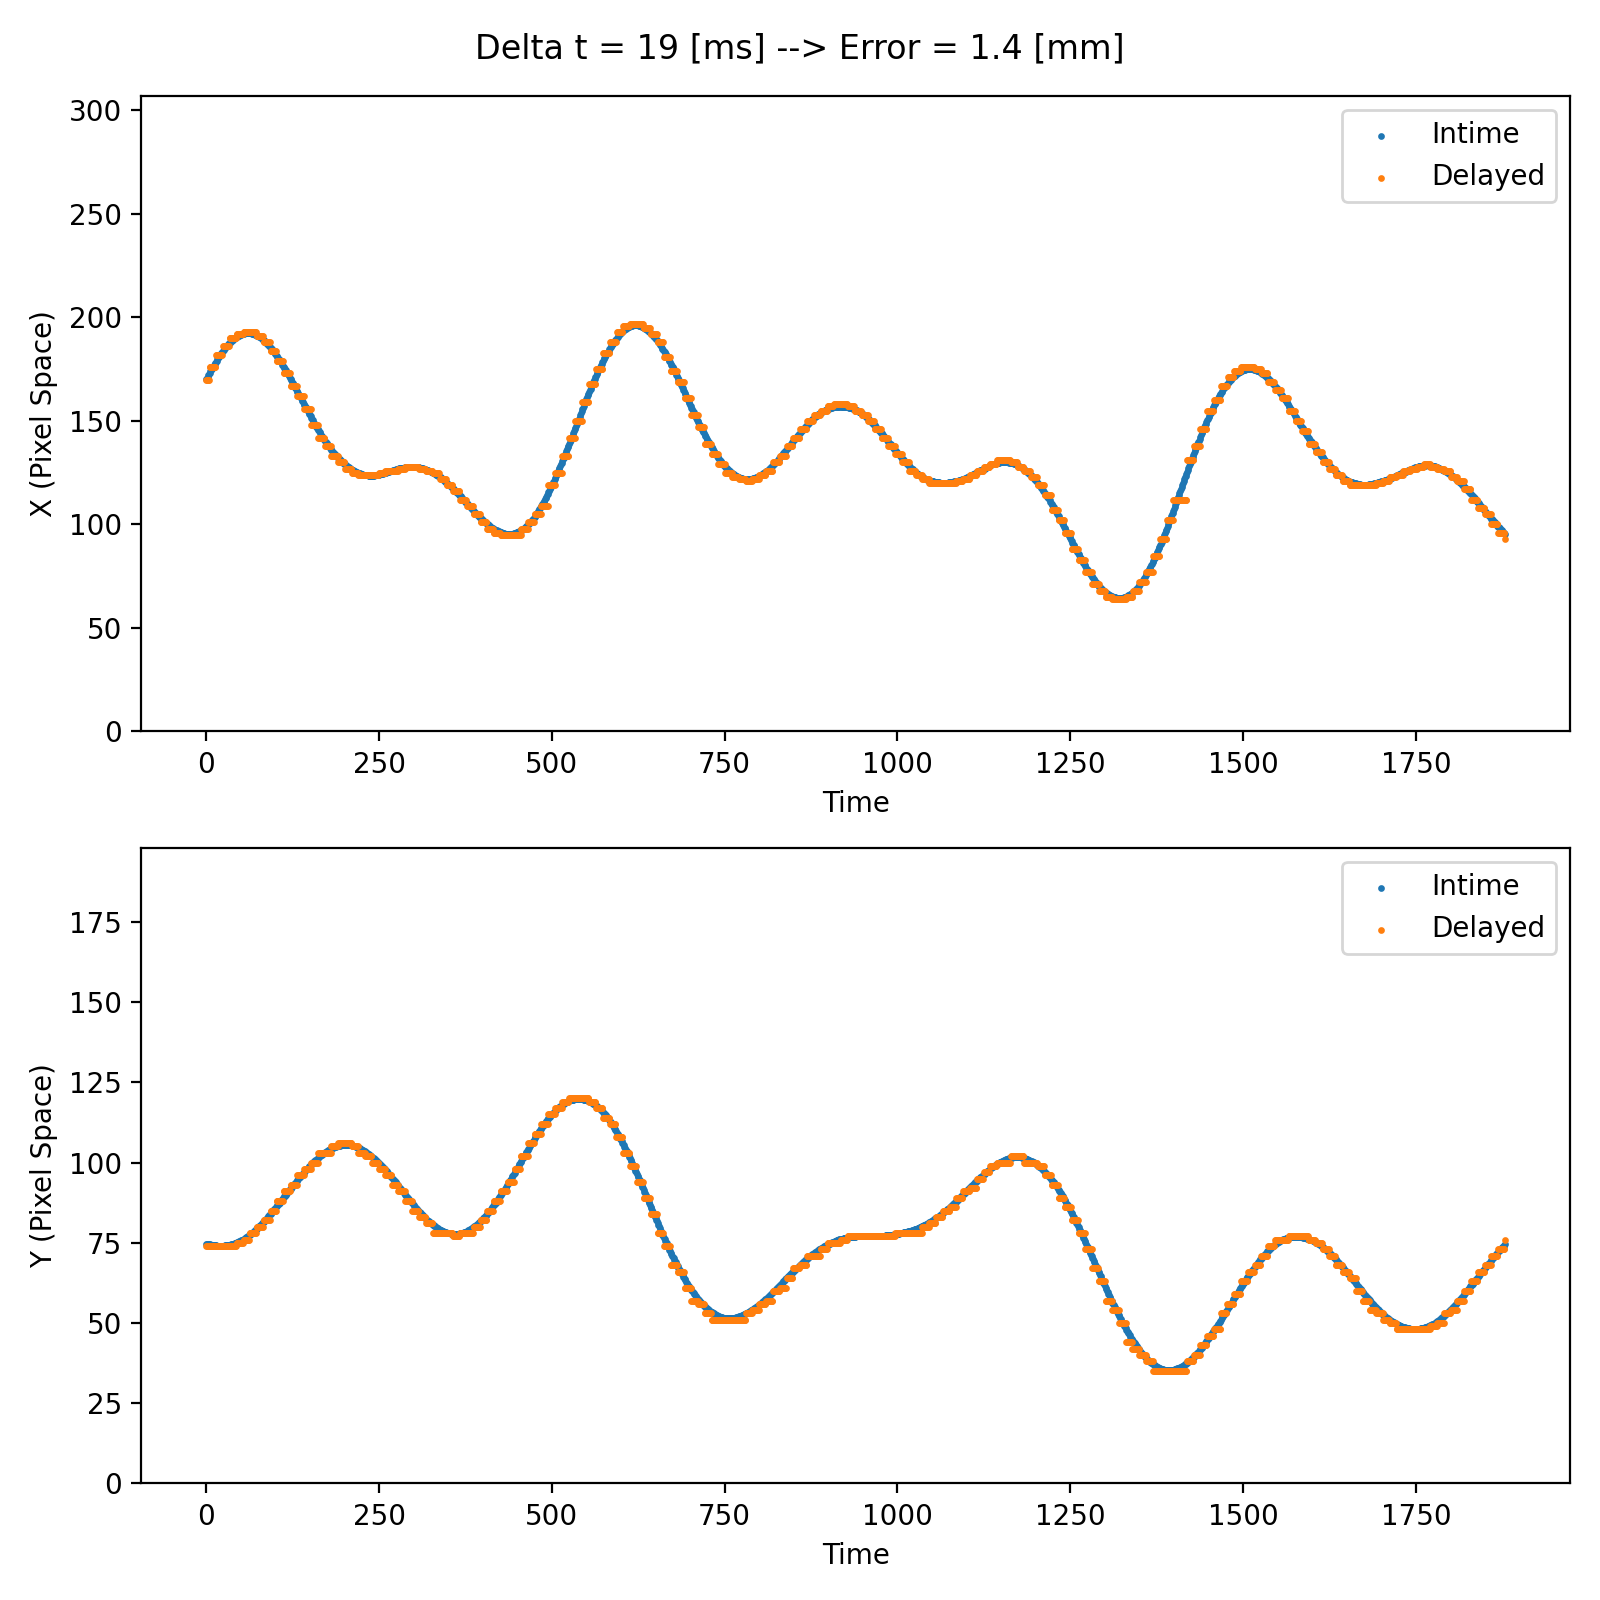 Delta t = 19 [ms] --> Error = 1.4 [mm]
300
250
200
150
100
50
0
X (Pixel Space)
Intime
Delayed
0 250 500 750 1000 1250 1500 1750
Time
175
150
125
100
75
50
25
0
Y (Pixel Space)
Intime
Delayed
0 250 500 750 1000 1250 1500 1750
Time